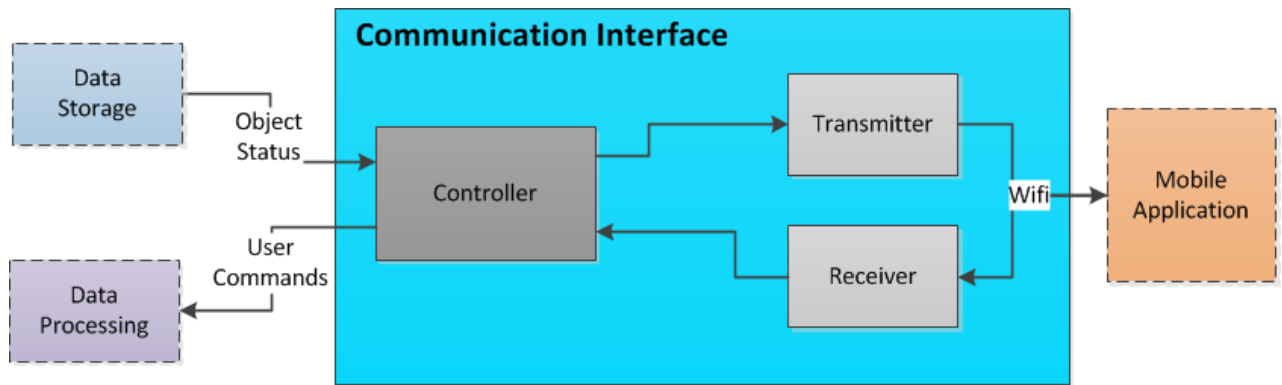 Communication Interface
Data
Storage
Object
Status
Controller
Transmitter
Wifi
Mobile
Application
User
Commands
Receiver
Data
Processing